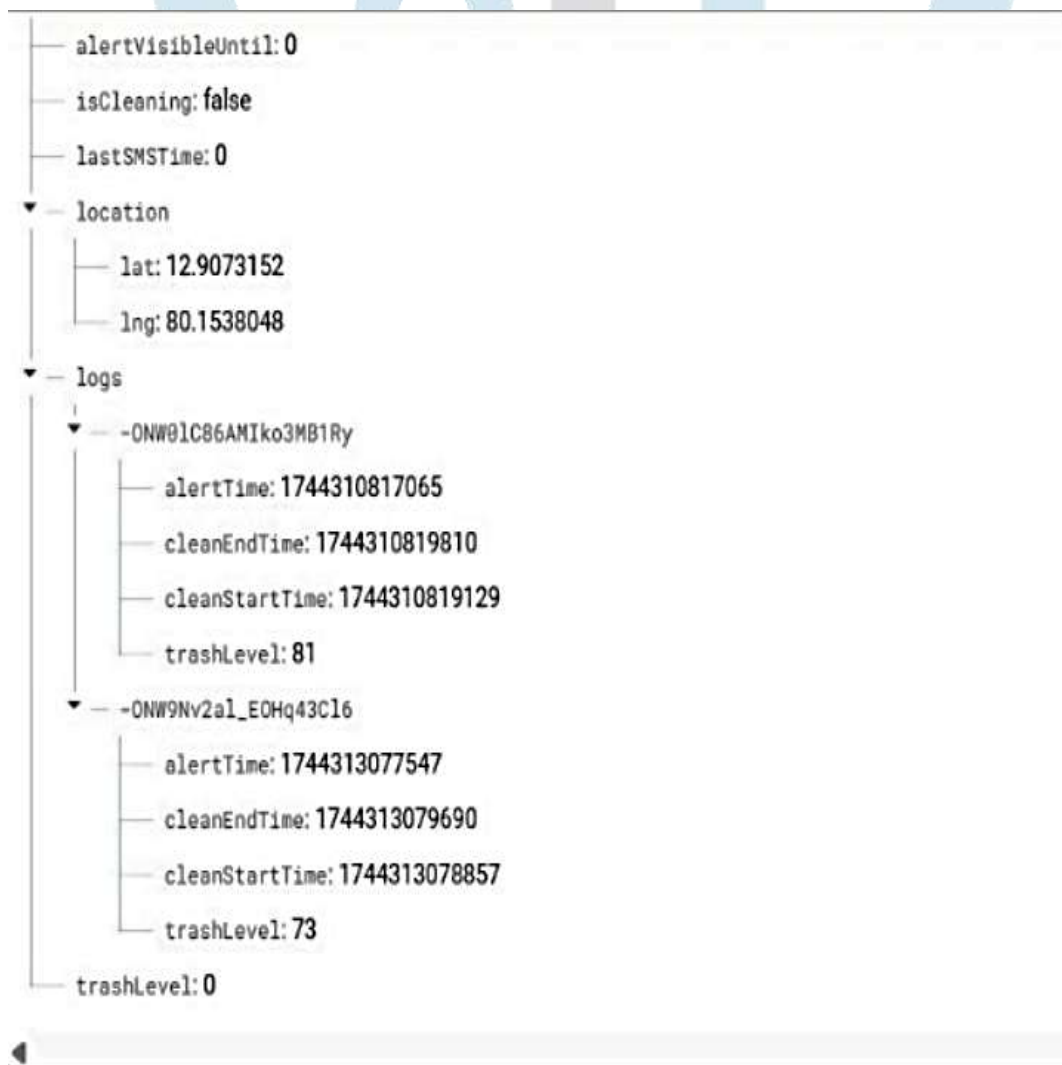 alertVisibleUntil: 0
isCleaning: false
lastSMSTime: 0
location
lat: 12.9073152
lng: 80.1538048
logs
-ONW0lC86AMIko3MB1Ry
alertTime: 1744310817065
cleanEndTime: 1744310819810
cleanStartTime: 1744310819129
trashLevel: 81
-ONW9Nv2al_EOHq43Cl6
alertTime: 1744313077547
cleanEndTime: 1744313079690
cleanStartTime: 1744313078857
trashLevel: 73
trashLevel: 0